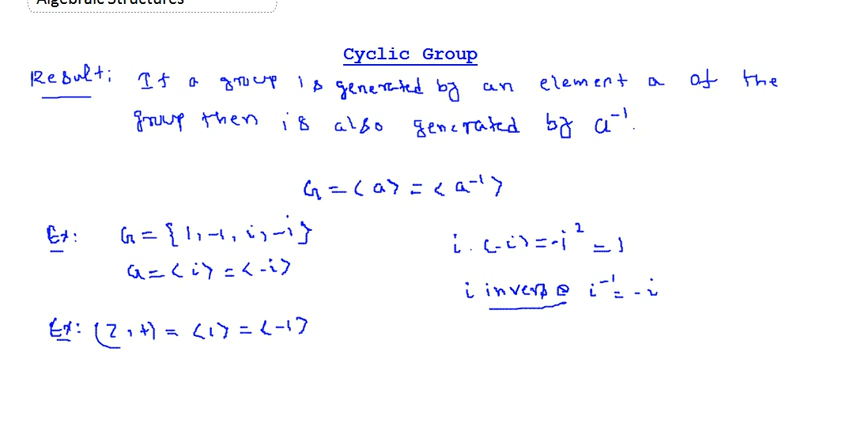 Algebraic Structures
Cyclic Group
Result: If a group is generated by an element a of the
group then is also generated by a⁻¹.
G = <a> = <a⁻¹>
Ex: G = {1, -1, i, -i}
G = <i> = <-i>
i . (-i) = -i² = 1
i inverse i⁻¹ = -i
Ex: (Z, +) = <1> = <-1>